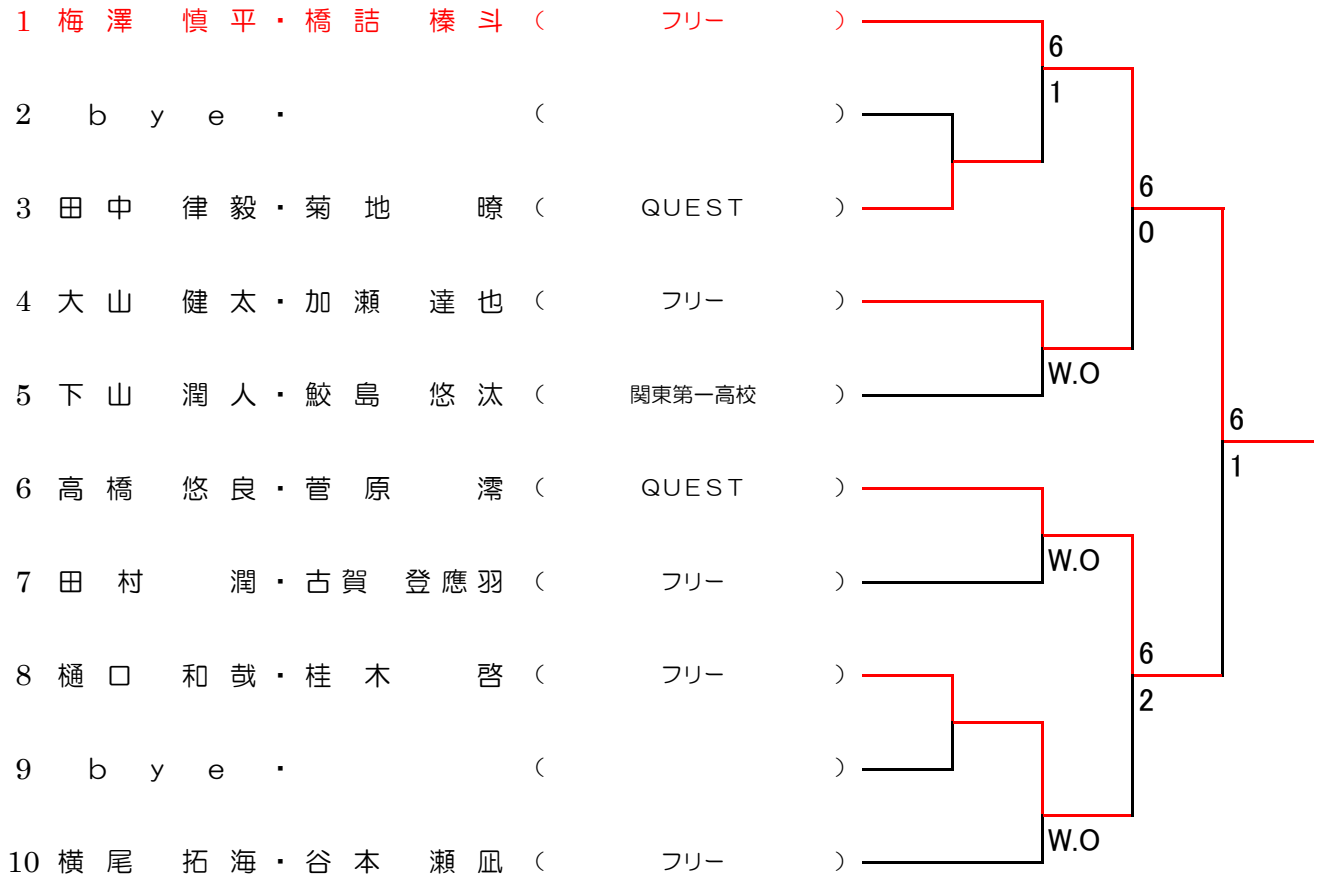 1 梅澤 慎平・橋詰 榛斗 ( フリー )
6
1
2 bye・ ( )
6
3 田中 律毅・菊地 暸 ( QUEST )
0
4 大山 健太・加瀬 達也 ( フリー )
W.O
5 下山 潤人・鮫島 悠汰 ( 関東第一高校 )
6
1
6 高橋 悠良・菅原 澪 ( QUEST )
W.O
7 田村 潤・古賀 登應羽 ( フリー )
6
8 樋口 和哉・桂木 啓 ( フリー )
2
9 bye・ ( )
W.O
10 横尾 拓海・谷本 瀬凪 ( フリー )